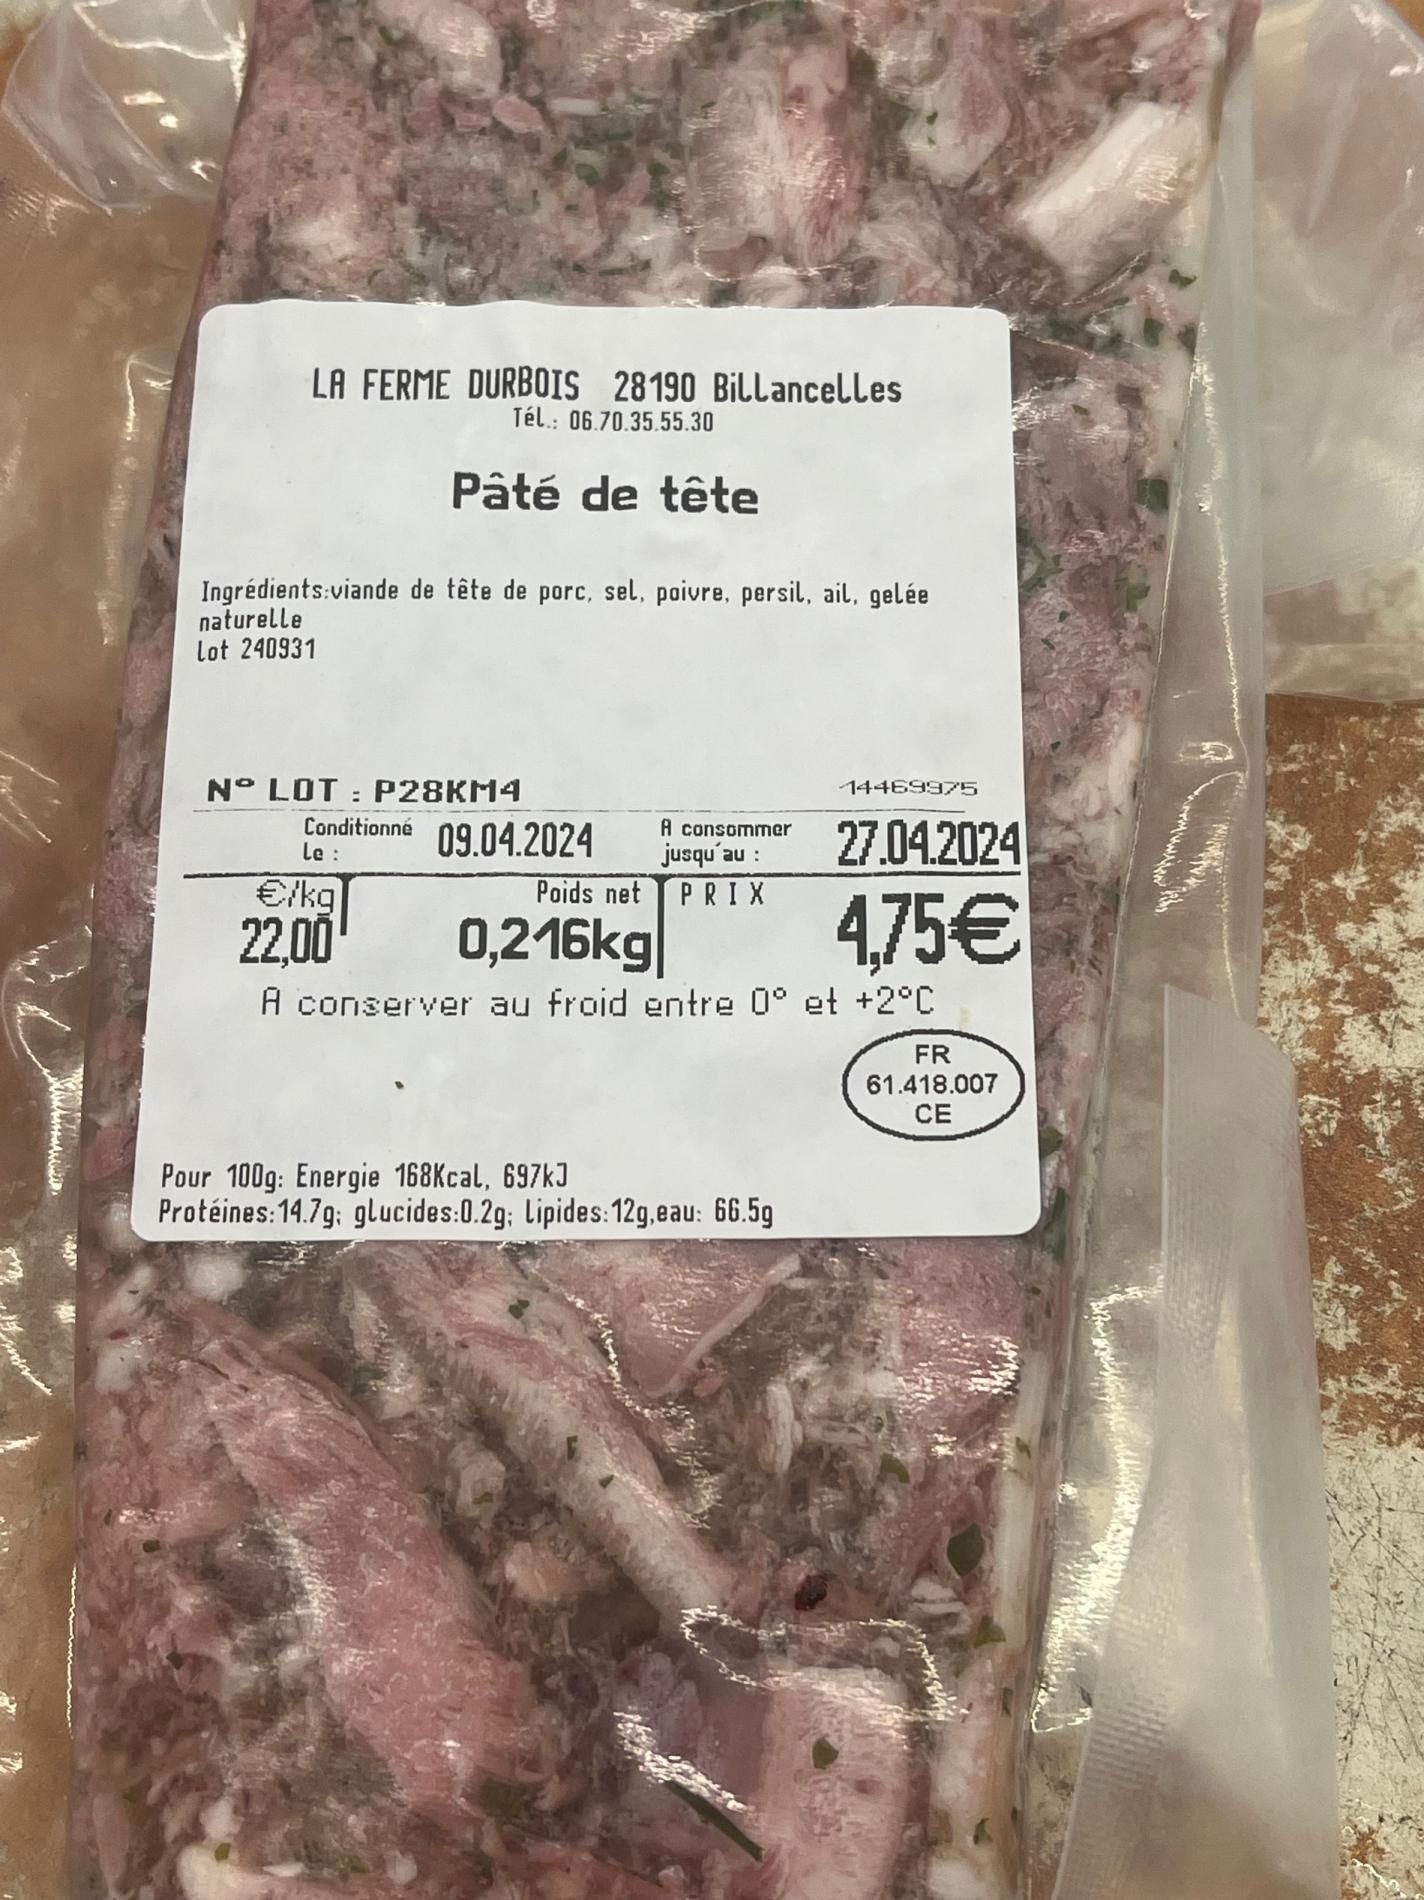 LA FERME DURBOIS 28190 Billancelles
Tél.: 06.70.35.55.30
Pâté de tête
Ingrédients:viande de tête de porc, sel, poivre, persil, ail, gelée
naturelle
Lot 240931
N° LOT : P28KM4 14469975
Conditionné le : 09.04.2024 A consommer jusqu'au : 27.04.2024
€/kg Poids net PRIX
22,00 0,216kg 4,75€
A conserver au froid entre 0° et +2°C
FR
61.418.007
CE
Pour 100g: Energie 168Kcal, 697kJ
Protéines:14.7g; glucides:0.2g; Lipides:12g,eau: 66.5g